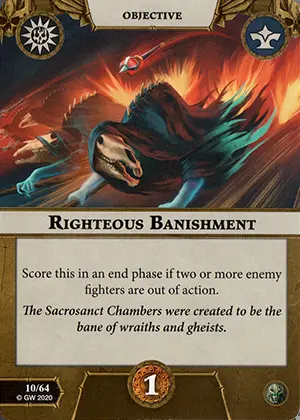 OBJECTIVE
RIGHTEOUS BANISHMENT
Score this in an end phase if two or more enemy
fighters are out of action.
The Sacrosanct Chambers were created to be the
bane of wraiths and gheists.
10/64
© GW 2020
1